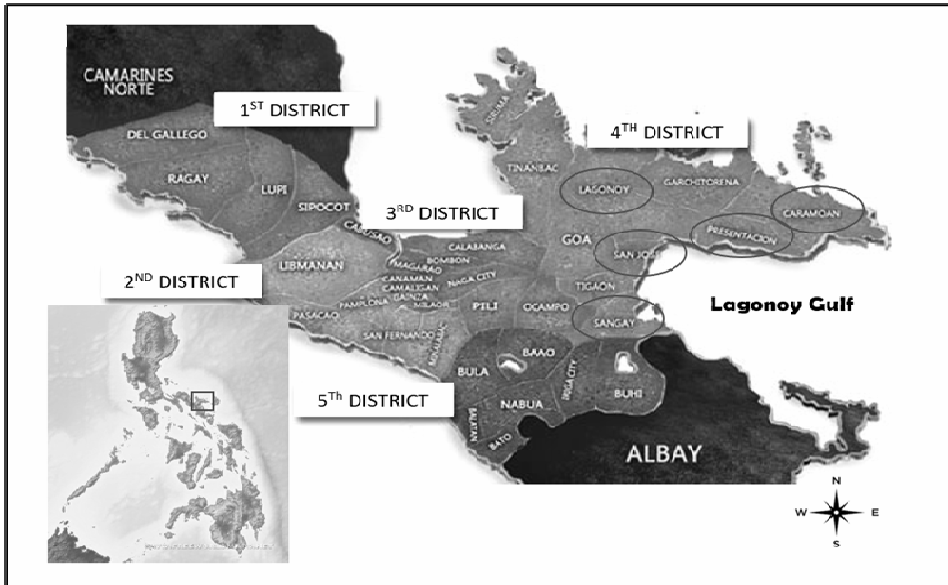 CAMARINES
NORTE
1ST DISTRICT
DEL GALLEGO
RAGAY
LUPI
SIPOCOT
CABUSAO
SIRUMA
4TH DISTRICT
TINAMBAC
LAGONOY
GARCHITORENA
CARAMOAN
PRESENTACION
3RD DISTRICT
CALABANGA
BOMBON
MAGARAO
CANAMAN
CAMALIGAN
GAINZA
MILAOR
NAGA CITY
GOA
SAN JOSE
TIGAON
2ND DISTRICT
LIBMANAN
PAMPLONA
PASACAO
SAN FERNANDO
PILI
OCAMPO
SANGAY
Lagonoy Gulf
5Th DISTRICT
BULA
BAAO
IRIGA CITY
BUHI
NABUA
BALATAN
BATO
ALBAY
N
W
E
S